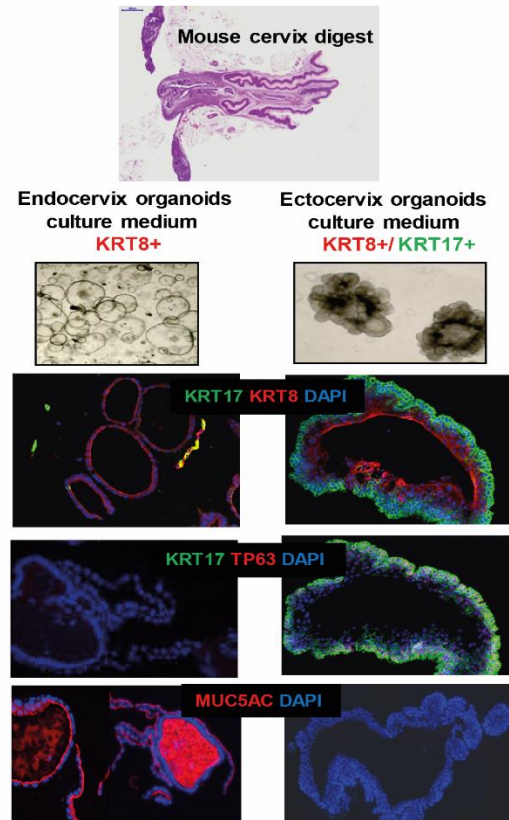 Mouse cervix digest
Endocervix organoids
culture medium
KRT8+
Ectocervix organoids
culture medium
KRT8+/ KRT17+
KRT17 KRT8 DAPI
KRT17 TP63 DAPI
MUC5AC DAPI